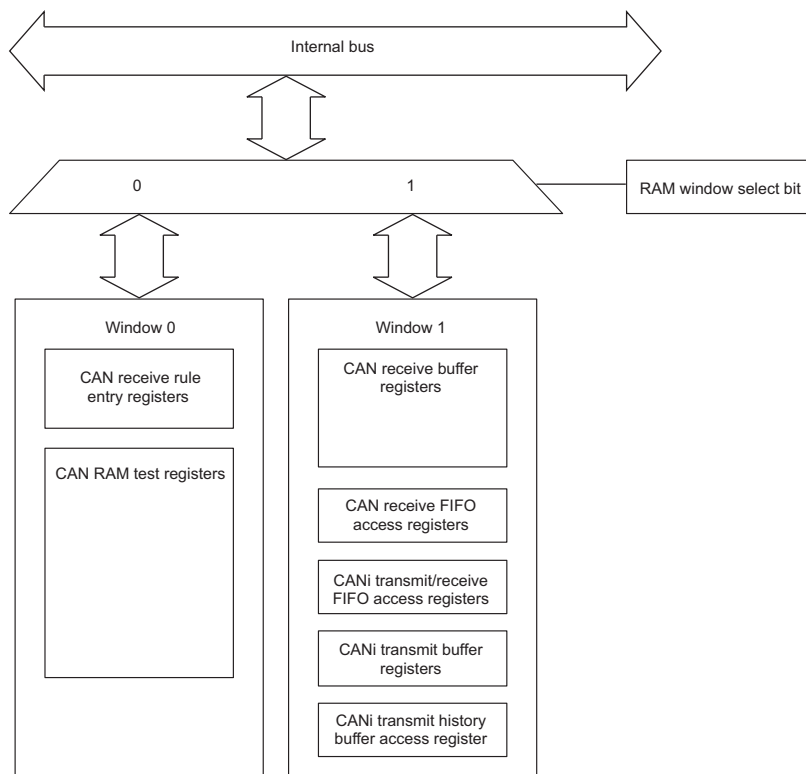 Internal bus
0
1
RAM window select bit
Window 0
CAN receive rule
entry registers
CAN RAM test registers
Window 1
CAN receive buffer
registers
CAN receive FIFO
access registers
CANi transmit/receive
FIFO access registers
CANi transmit buffer
registers
CANi transmit history
buffer access register